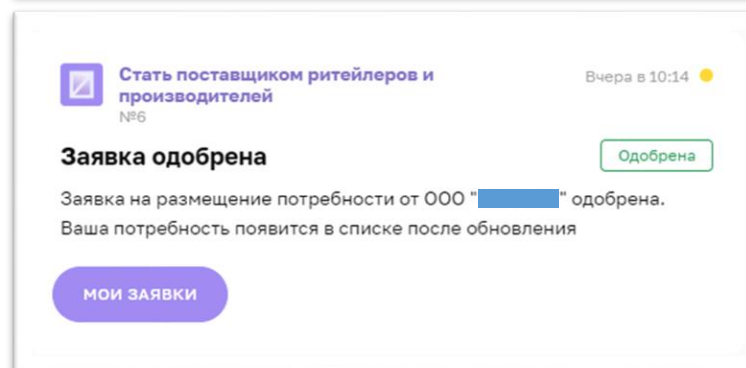 Стать поставщиком ритейлеров и
Вчера в 10:14
производителей
№6
Заявка одобрена
Одобрена
Заявка на размещение потребности от ООО " " одобрена.
Ваша потребность появится в списке после обновления
МОИ ЗАЯВКИ